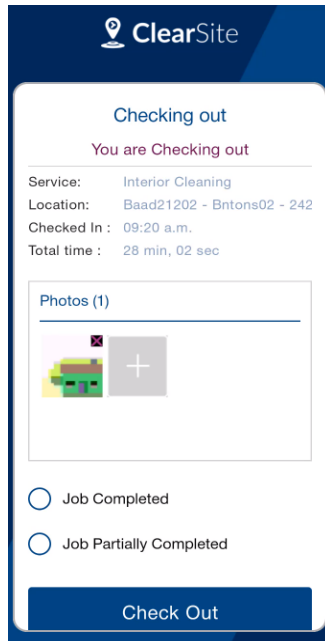 ClearSite
Checking out
You are Checking out
Service: Interior Cleaning
Location: Baad21202 - Bntons02 - 242
Checked In : 09:20 a.m.
Total time : 28 min, 02 sec
Photos (1)
Job Completed
Job Partially Completed
Check Out